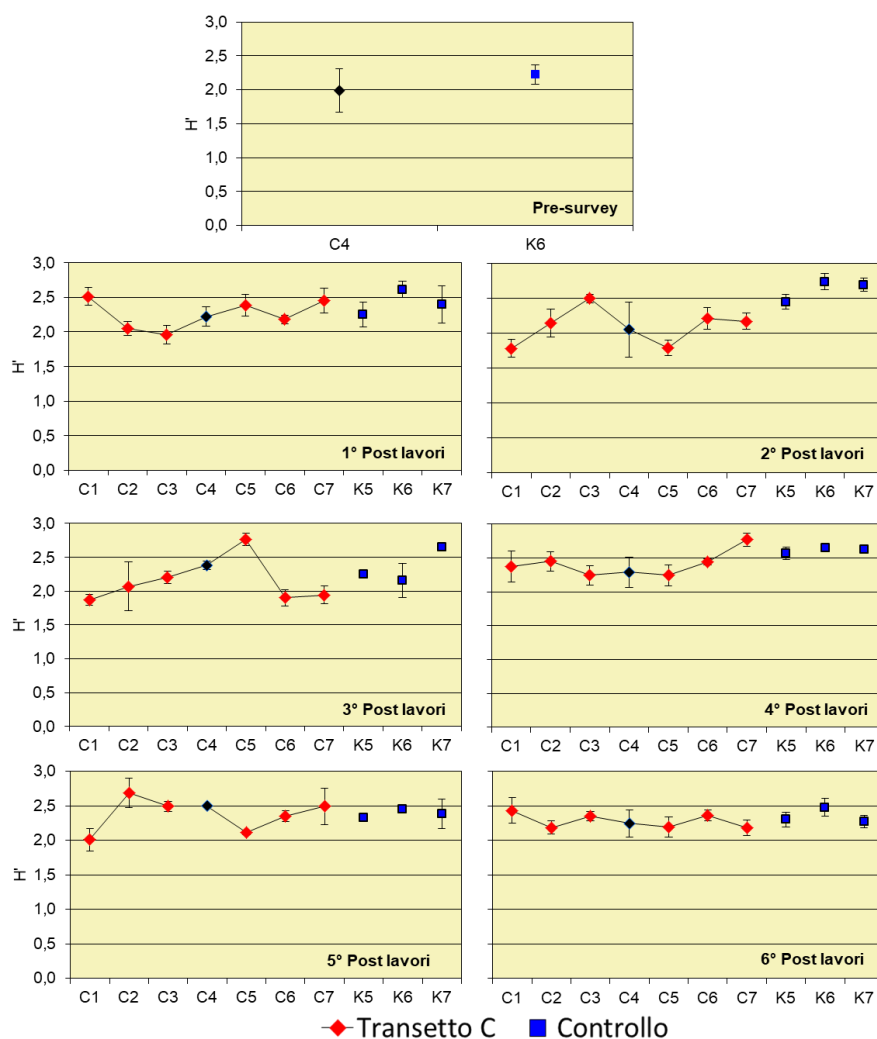 3,0
2,5
2,0
1,5
1,0
0,5
0,0
H'
Pre-survey
C4 K6
3,0
2,5
2,0
1,5
1,0
0,5
0,0
H'
1° Post lavori
C1 C2 C3 C4 C5 C6 C7 K5 K6 K7
2° Post lavori
C1 C2 C3 C4 C5 C6 C7 K5 K6 K7
3,0
2,5
2,0
1,5
1,0
0,5
0,0
H'
3° Post lavori
C1 C2 C3 C4 C5 C6 C7 K5 K6 K7
4° Post lavori
C1 C2 C3 C4 C5 C6 C7 K5 K6 K7
3,0
2,5
2,0
1,5
1,0
0,5
0,0
H'
5° Post lavori
C1 C2 C3 C4 C5 C6 C7 K5 K6 K7
6° Post lavori
C1 C2 C3 C4 C5 C6 C7 K5 K6 K7
Transetto C Controllo